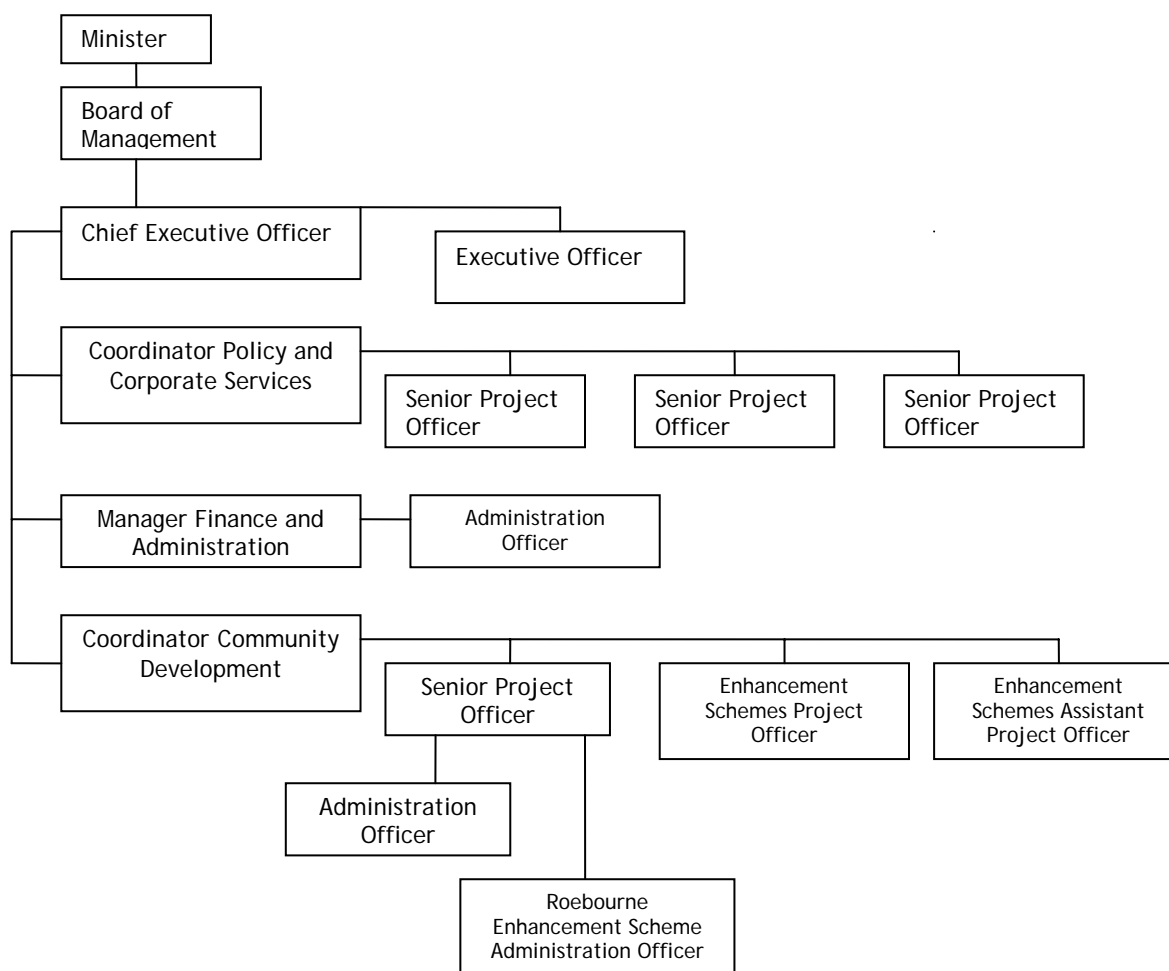 Minister
Board of
Management
Chief Executive Officer
Executive Officer
Coordinator Policy and
Corporate Services
Senior Project
Officer
Senior Project
Officer
Senior Project
Officer
Manager Finance and
Administration
Administration
Officer
Coordinator Community
Development
Senior Project
Officer
Enhancement
Schemes Project
Officer
Enhancement
Schemes Assistant
Project Officer
Administration
Officer
Roebourne
Enhancement Scheme
Administration Officer